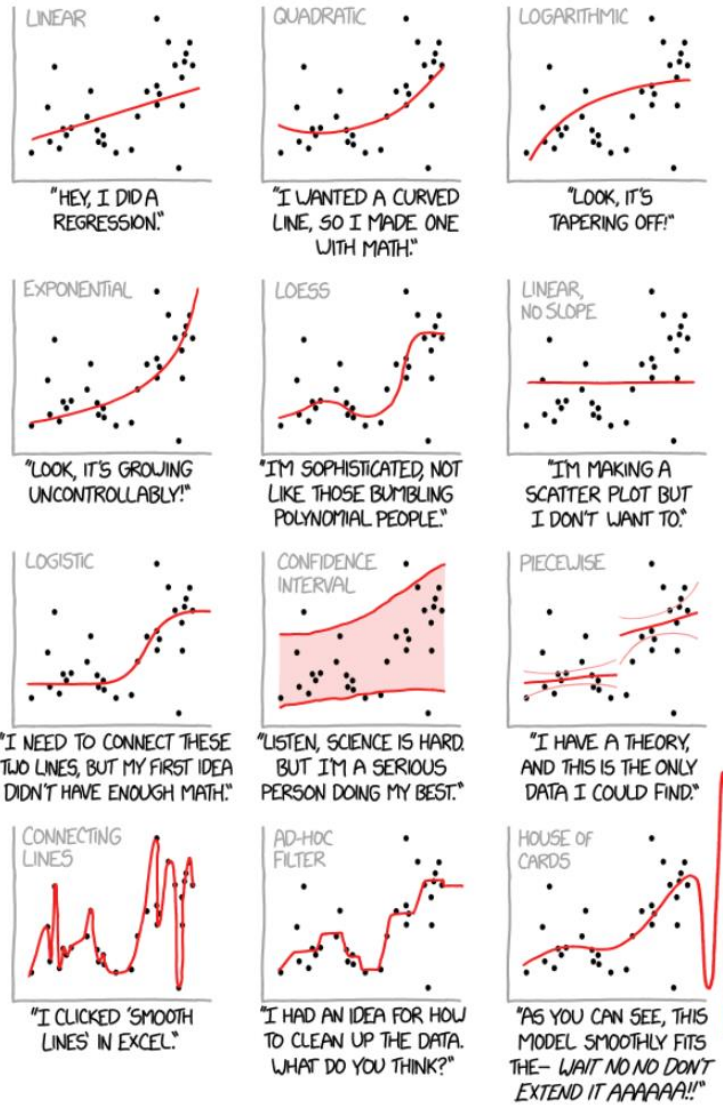 LINEAR
"HEY, I DID A
REGRESSION."
QUADRATIC
"I WANTED A CURVED
LINE, SO I MADE ONE
WITH MATH."
LOGARITHMIC
"LOOK, IT'S
TAPERING OFF!"
EXPONENTIAL
"LOOK, IT'S GROWING
UNCONTROLLABLY!"
LOESS
"I'M SOPHISTICATED, NOT
LIKE THOSE BUMBLING
POLYNOMIAL PEOPLE."
LINEAR,
NO SLOPE
"I'M MAKING A
SCATTER PLOT BUT
I DON'T WANT TO."
LOGISTIC
"I NEED TO CONNECT THESE
TWO LINES, BUT MY FIRST IDEA
DIDN'T HAVE ENOUGH MATH."
CONFIDENCE
INTERVAL
"LISTEN, SCIENCE IS HARD.
BUT I'M A SERIOUS
PERSON DOING MY BEST."
PIECEWISE
"I HAVE A THEORY,
AND THIS IS THE ONLY
DATA I COULD FIND."
CONNECTING
LINES
"I CLICKED 'SMOOTH
LINES' IN EXCEL."
AD-HOC
FILTER
"I HAD AN IDEA FOR HOW
TO CLEAN UP THE DATA.
WHAT DO YOU THINK?"
HOUSE OF
CARDS
"AS YOU CAN SEE, THIS
MODEL SMOOTHLY FITS
THE– WAIT NO NO DON'T
EXTEND IT AAAAAA!!"